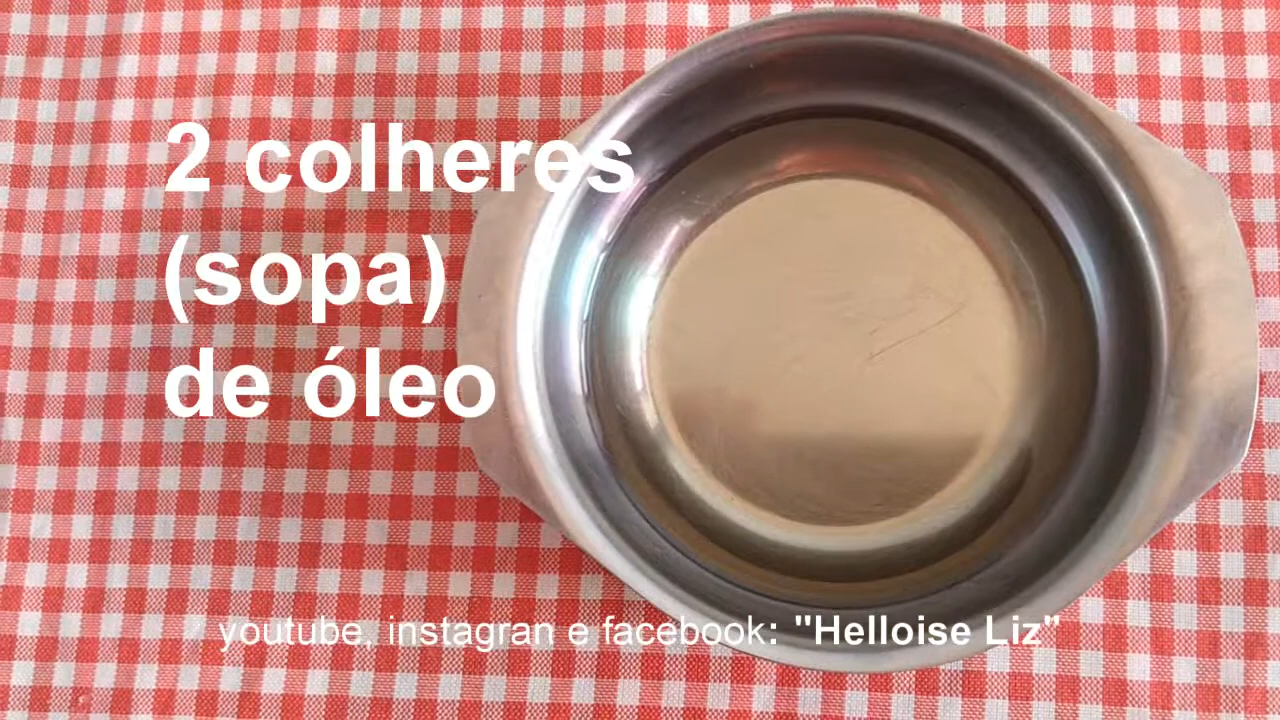 2 colheres
(sopa)
de óleo
* youtube, instagran e facebook: "Helloise Liz"